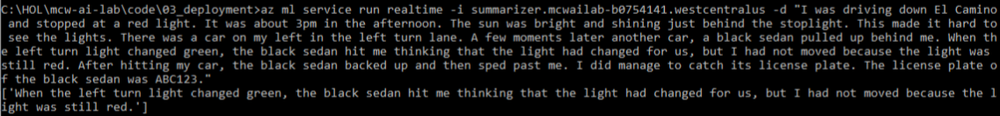 C:\HOL\mcw-ai-lab\code\03_deployment>az ml service run realtime -i summarizer.mcwailab-b0754141.westcentralus -d "I was driving down El Camino
and stopped at a red light. It was about 3pm in the afternoon. The sun was bright and shining just behind the stoplight. This made it hard to
see the lights. There was a car on my left in the left turn lane. A few moments later another car, a black sedan pulled up behind me. When th
e left turn light changed green, the black sedan hit me thinking that the light had changed for us, but I had not moved because the light was
still red. After hitting my car, the black sedan backed up and then sped past me. I did manage to catch its license plate. The license plate o
f the black sedan was ABC123."
['When the left turn light changed green, the black sedan hit me thinking that the light had changed for us, but I had not moved because the l
ight was still red.']